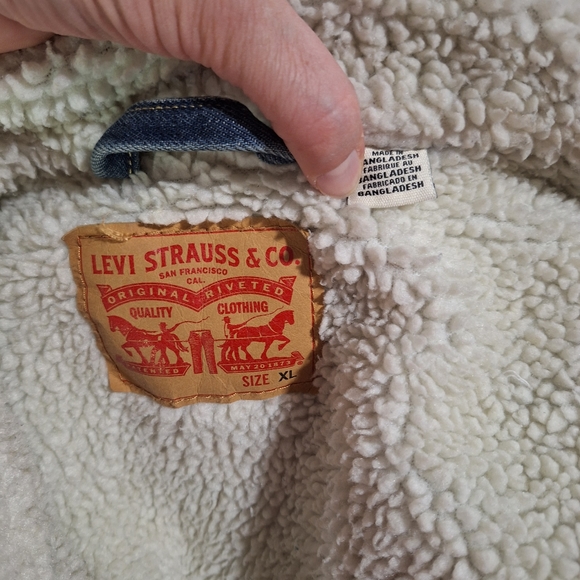 MADE IN
BANGLADESH
FABRIQUE AU
BANGLADESH
FABRICADO EN
BANGLADESH
LEVI STRAUSS & CO.
SAN FRANCISCO
CAL.
ORIGINAL RIVETED
QUALITY CLOTHING
MAY 20 1873
SIZE XL